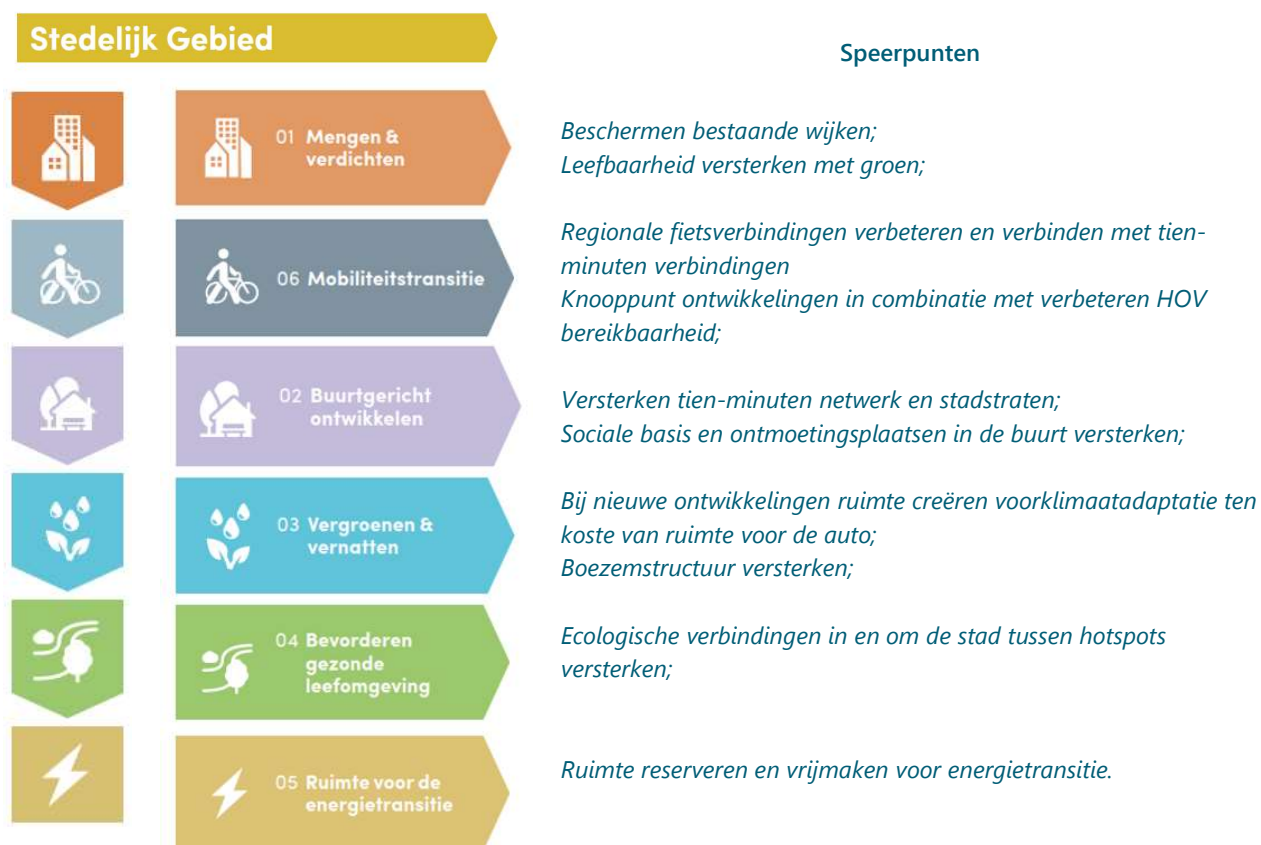 Stedelijk Gebied
Speerpunten
01 Mengen &
verdichten
Beschermen bestaande wijken;
Leefbaarheid versterken met groen;
06 Mobiliteitstransitie
Regionale fietsverbindingen verbeteren en verbinden met tien-
minuten verbindingen
Knooppunt ontwikkelingen in combinatie met verbeteren HOV
bereikbaarheid;
02 Buurtgericht
ontwikkelen
Versterken tien-minuten netwerk en stadstraten;
Sociale basis en ontmoetingsplaatsen in de buurt versterken;
03 Vergroenen &
vernatten
Bij nieuwe ontwikkelingen ruimte creëren voorklimaatadaptatie ten
koste van ruimte voor de auto;
Boezemstructuur versterken;
04 Bevorderen
gezonde
leefomgeving
Ecologische verbindingen in en om de stad tussen hotspots
versterken;
05 Ruimte voor de
energietransitie
Ruimte reserveren en vrijmaken voor energietransitie.